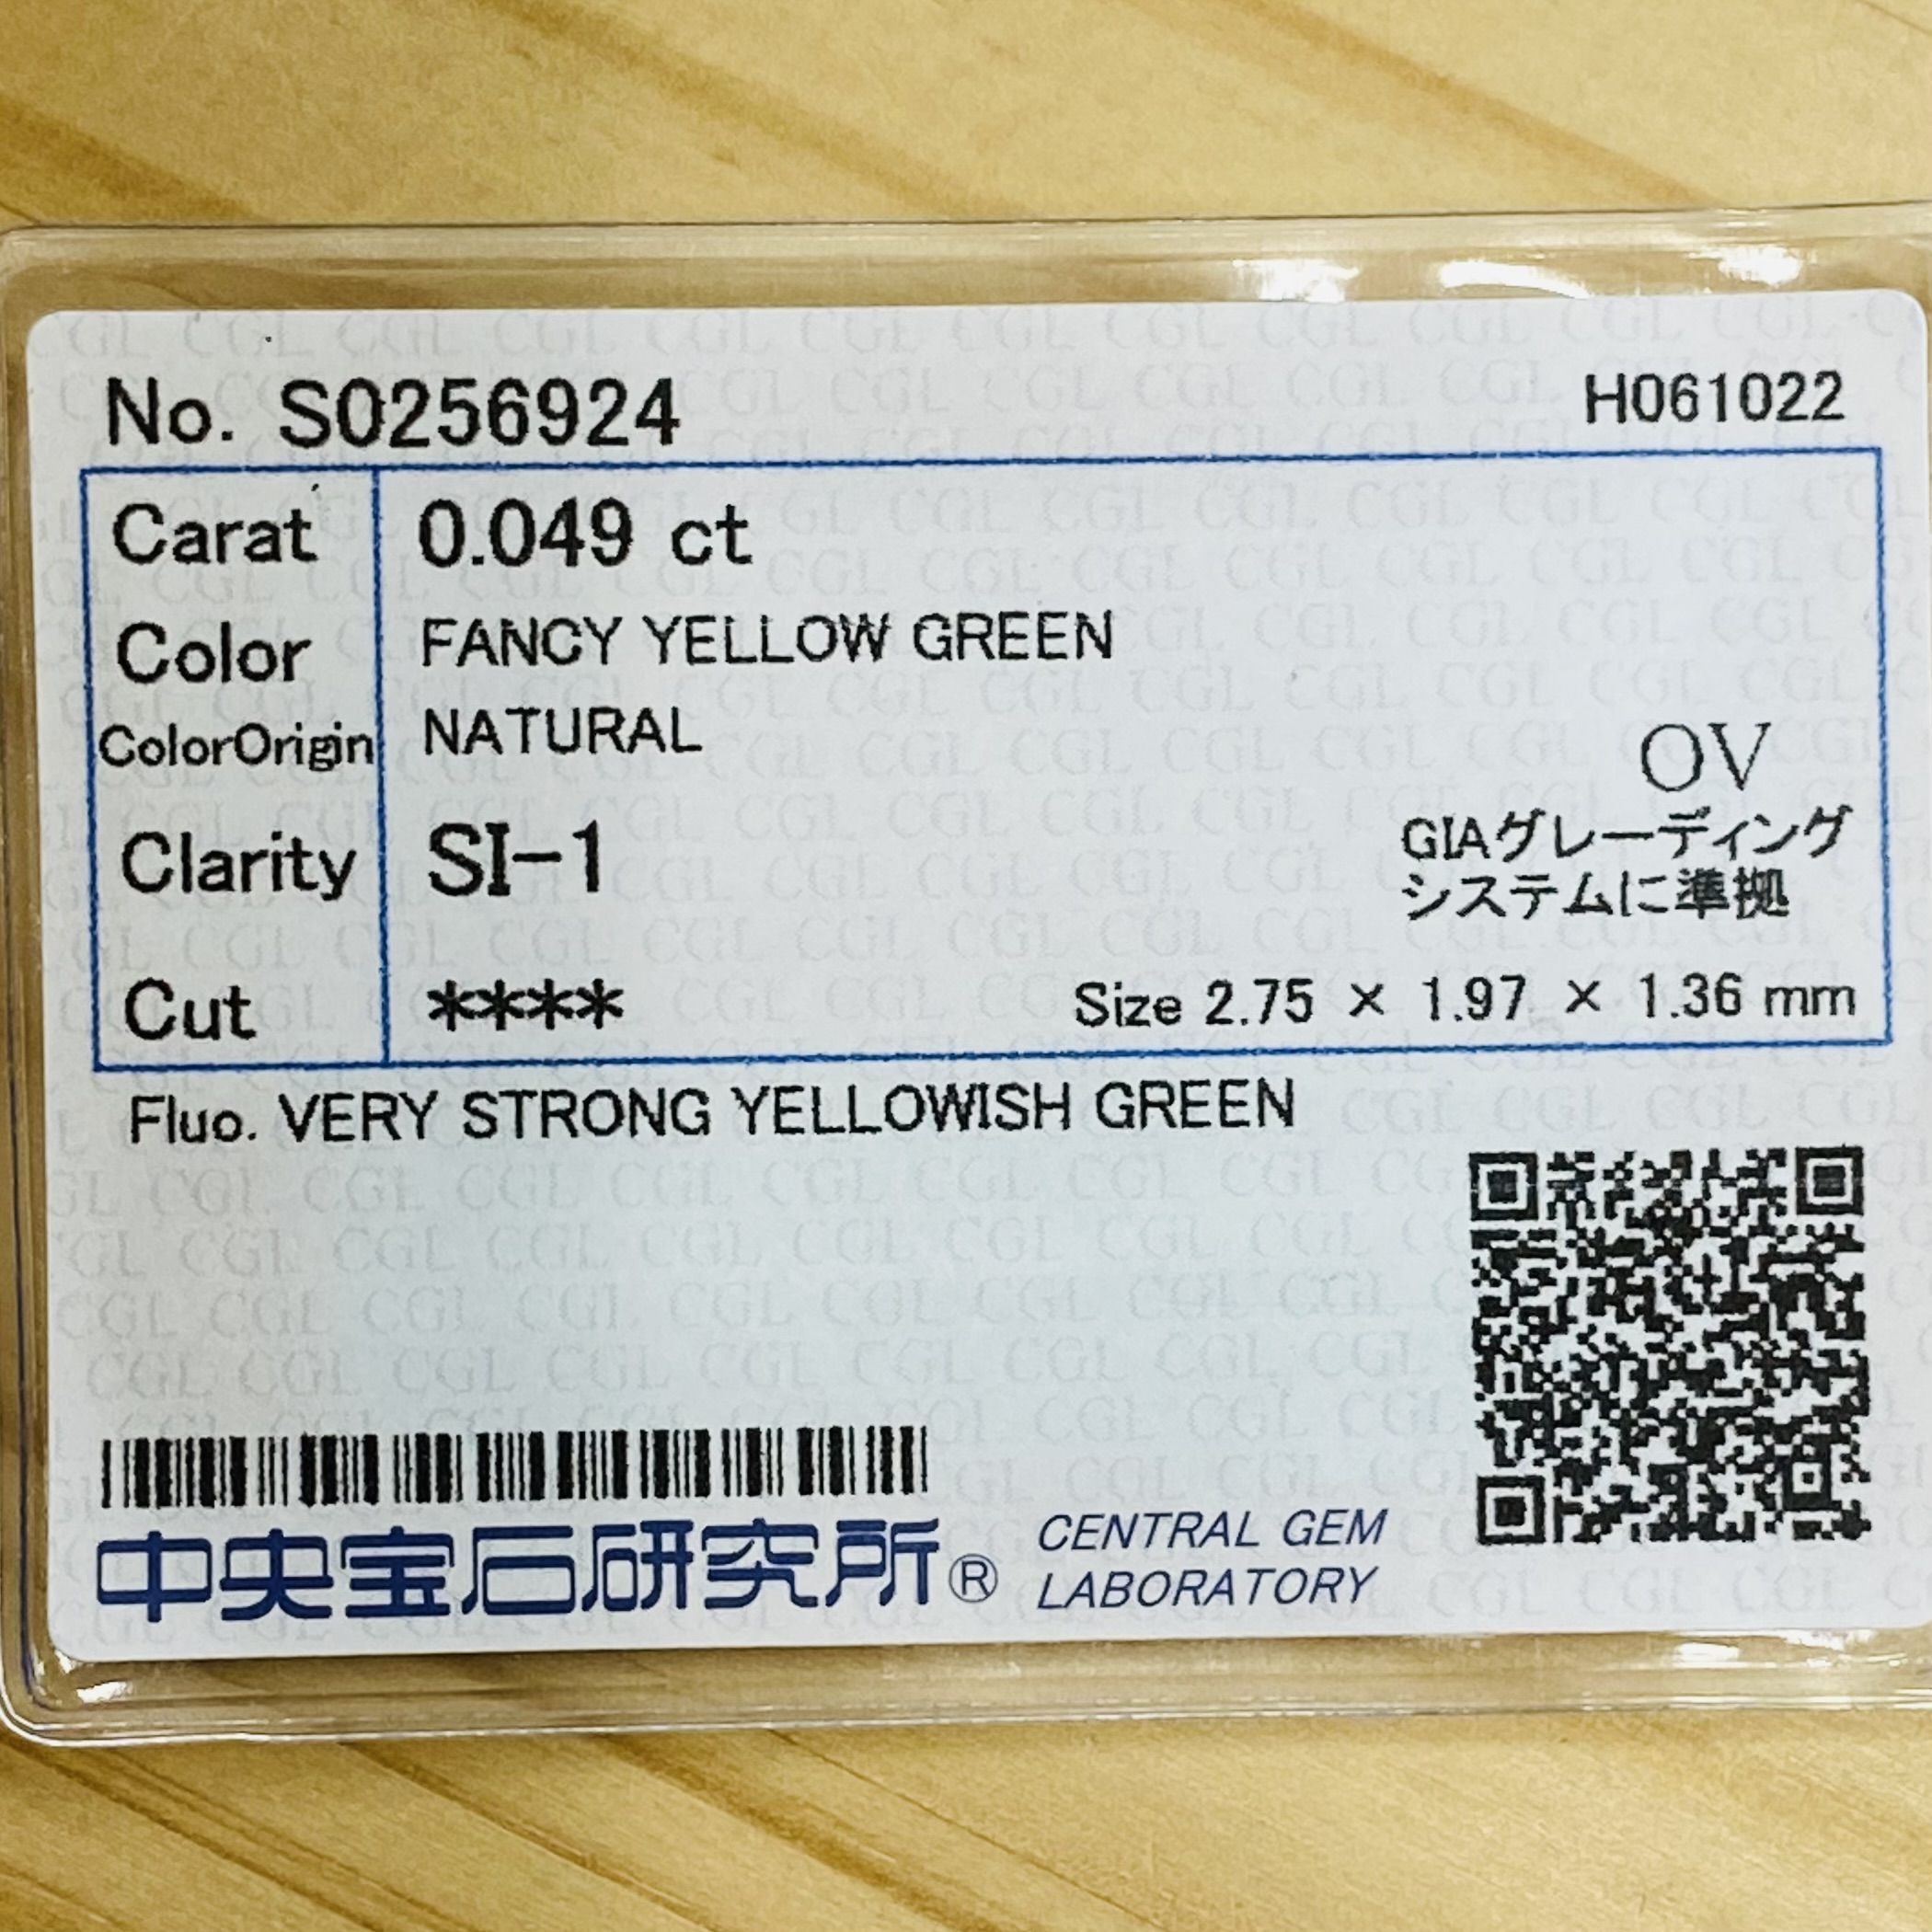 No. S0256924 H061022
Carat 0.049 ct
Color FANCY YELLOW GREEN
ColorOrigin NATURAL
OV
Clarity SI-1
GIAグレーディング
システムに準拠
Cut **** Size 2.75 × 1.97 × 1.36 mm
Fluo. VERY STRONG YELLOWISH GREEN
中央宝石研究所® CENTRAL GEM
LABORATORY